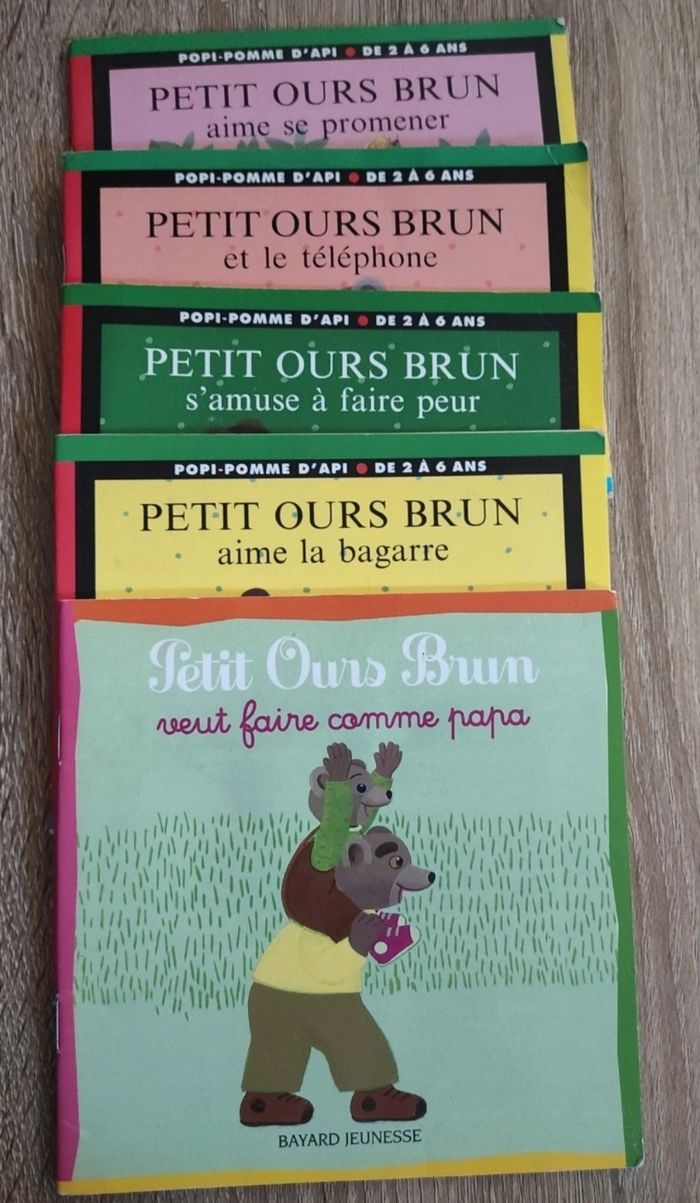 POPI-POMME D'API • DE 2 À 6 ANS
PETIT OURS BRUN
aime se promener
POPI-POMME D'API • DE 2 À 6 ANS
PETIT OURS BRUN
et le téléphone
POPI-POMME D'API • DE 2 À 6 ANS
PETIT OURS BRUN
s'amuse à faire peur
POPI-POMME D'API • DE 2 À 6 ANS
PETIT OURS BRUN
aime la bagarre
Petit Ours Brun
veut faire comme papa
BAYARD JEUNESSE